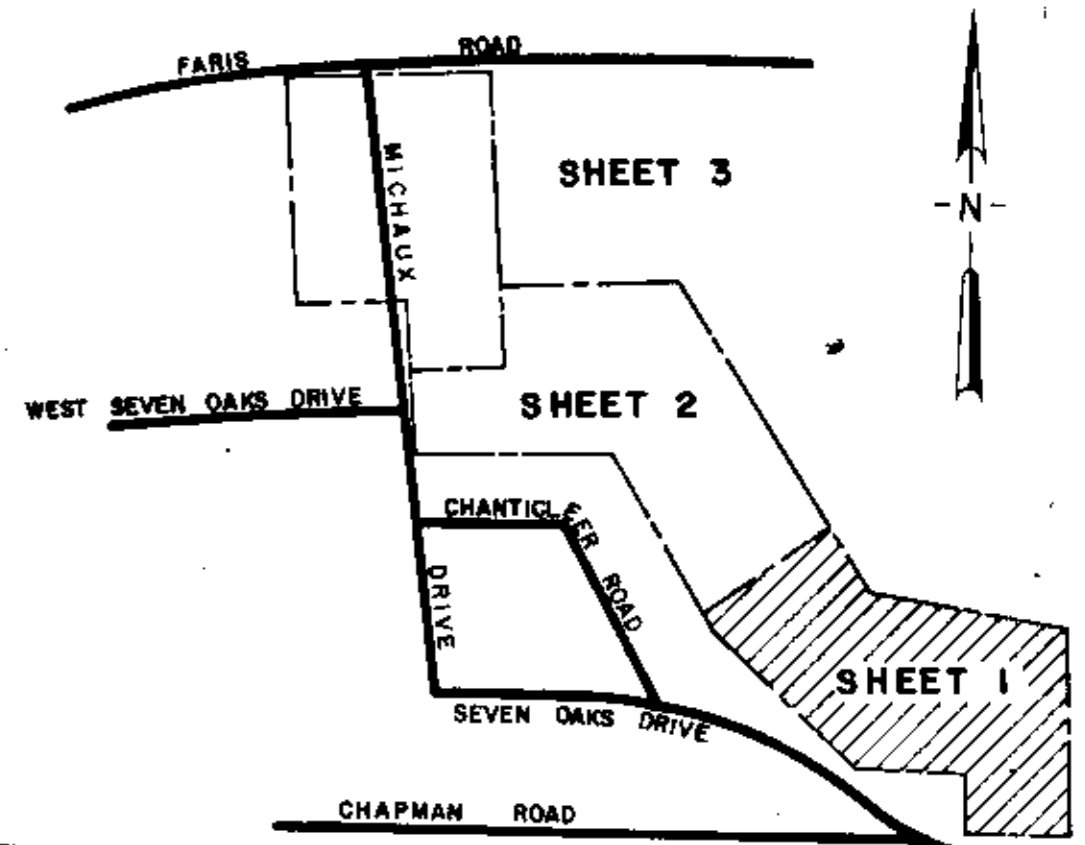 FARIS ROAD
MICHAUX
SHEET 3
-N-
WEST SEVEN OAKS DRIVE
SHEET 2
CHANTICLEER ROAD
DRIVE
SHEET 1
SEVEN OAKS DRIVE
CHAPMAN ROAD